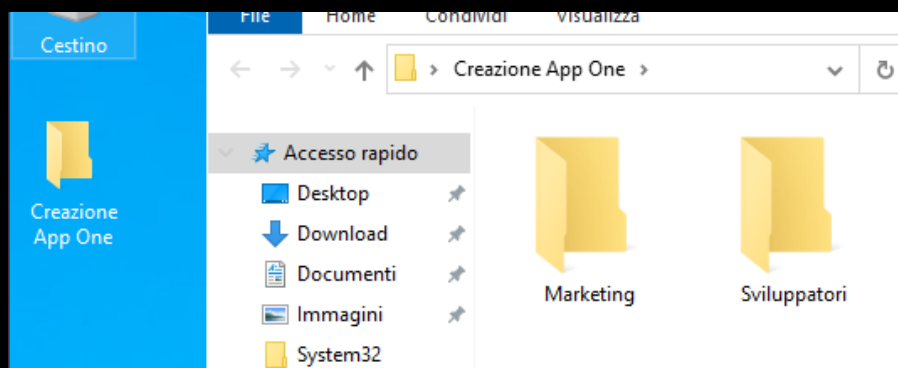 File Home Condividi Visualizza
Cestino
Creazione App One
Creazione
App One
Accesso rapido
Desktop
Download
Documenti
Immagini
System32
Marketing
Sviluppatori